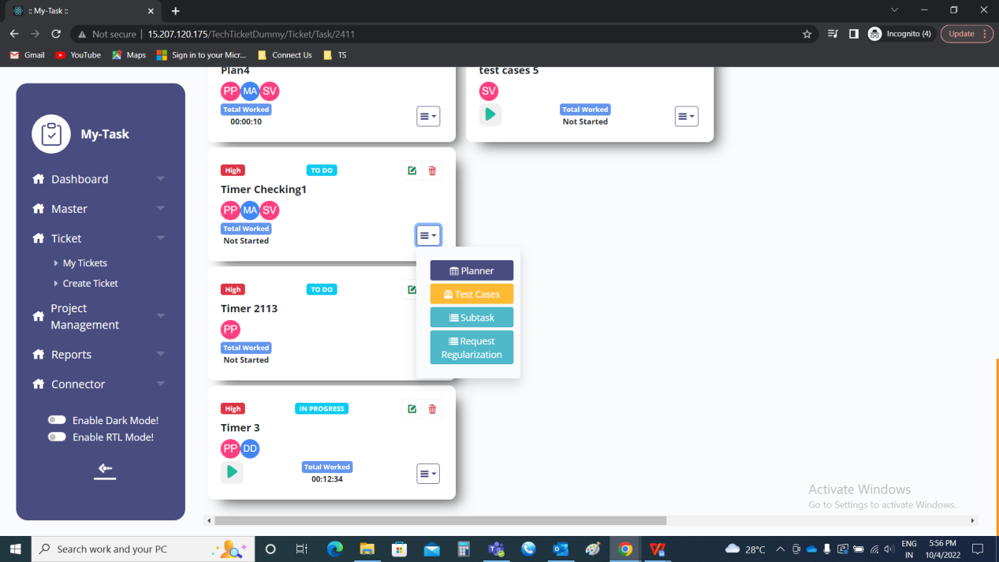 :: My-Task ::
Not secure
15.207.120.175/TechTicketDummy/Ticket/Task/2411
Incognito (4)
Update
Gmail
YouTube
Maps
Sign in to your Micr...
Connect Us
TS
My-Task
Dashboard
Master
Ticket
My Tickets
Create Ticket
Project
Management
Reports
Connector
Enable Dark Mode!
Enable RTL Mode!
Plan4
PP MA SV
Total Worked
00:00:10
test cases 5
SV
Total Worked
Not Started
High
TO DO
Timer Checking1
PP MA SV
Total Worked
Not Started
Planner
Test Cases
Subtask
Request
Regularization
High
TO DO
Timer 2113
PP
Total Worked
Not Started
High
IN PROGRESS
Timer 3
PP DD
Total Worked
00:12:34
Activate Windows
Go to Settings to activate Windows.
Search work and your PC
28°C
ENG
IN
5:56 PM
10/4/2022